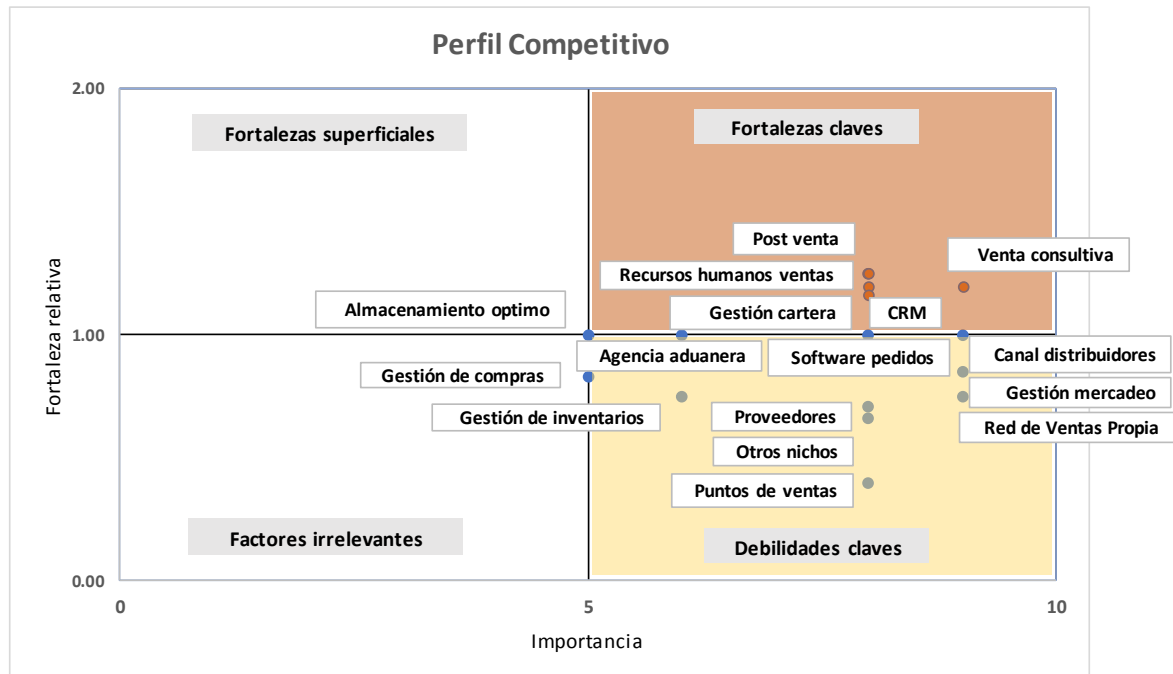 Perfil Competitivo
2.00
Fortalezas superficiales
Fortalezas claves
Post venta
Venta consultiva
Recursos humanos ventas
Almacenamiento optimo
Gestión cartera
CRM
Fortaleza relativa
1.00
Agencia aduanera
Software pedidos
Canal distribuidores
Gestión de compras
Gestión mercadeo
Gestión de inventarios
Proveedores
Red de Ventas Propia
Otros nichos
Puntos de ventas
Factores irrelevantes
Debilidades claves
0.00
0
5
10
Importancia